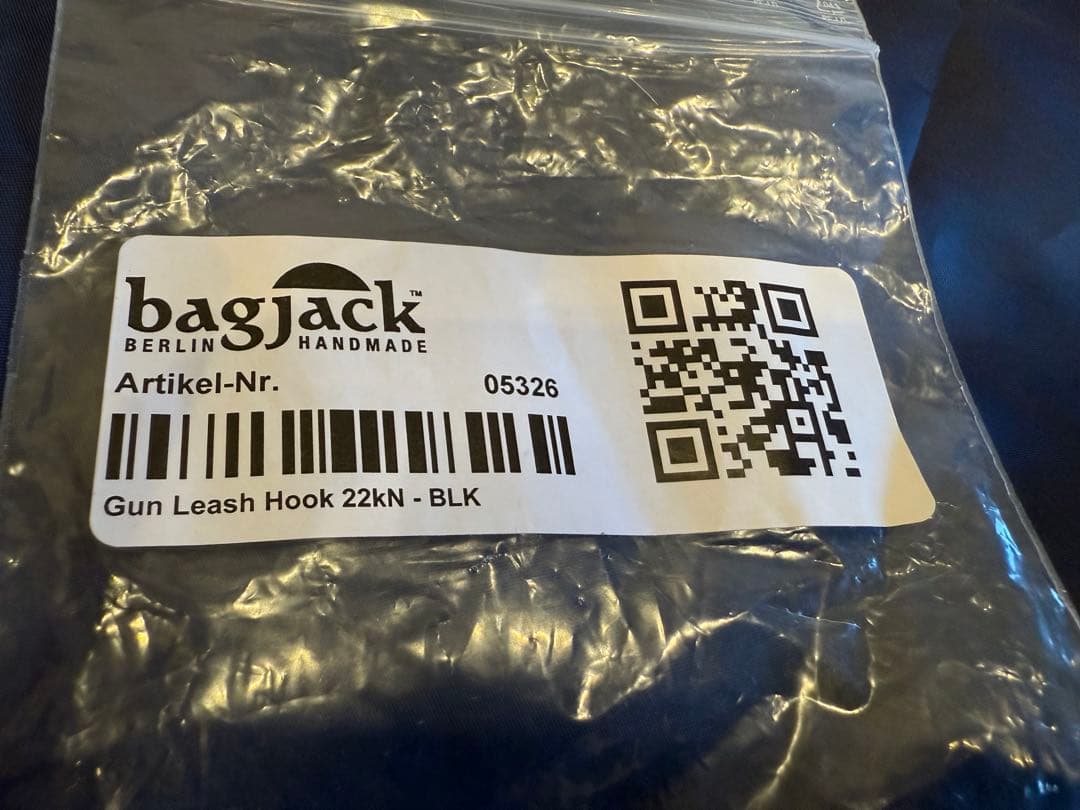 bagjack™
BERLIN HANDMADE
Artikel-Nr. 05326
Gun Leash Hook 22kN - BLK